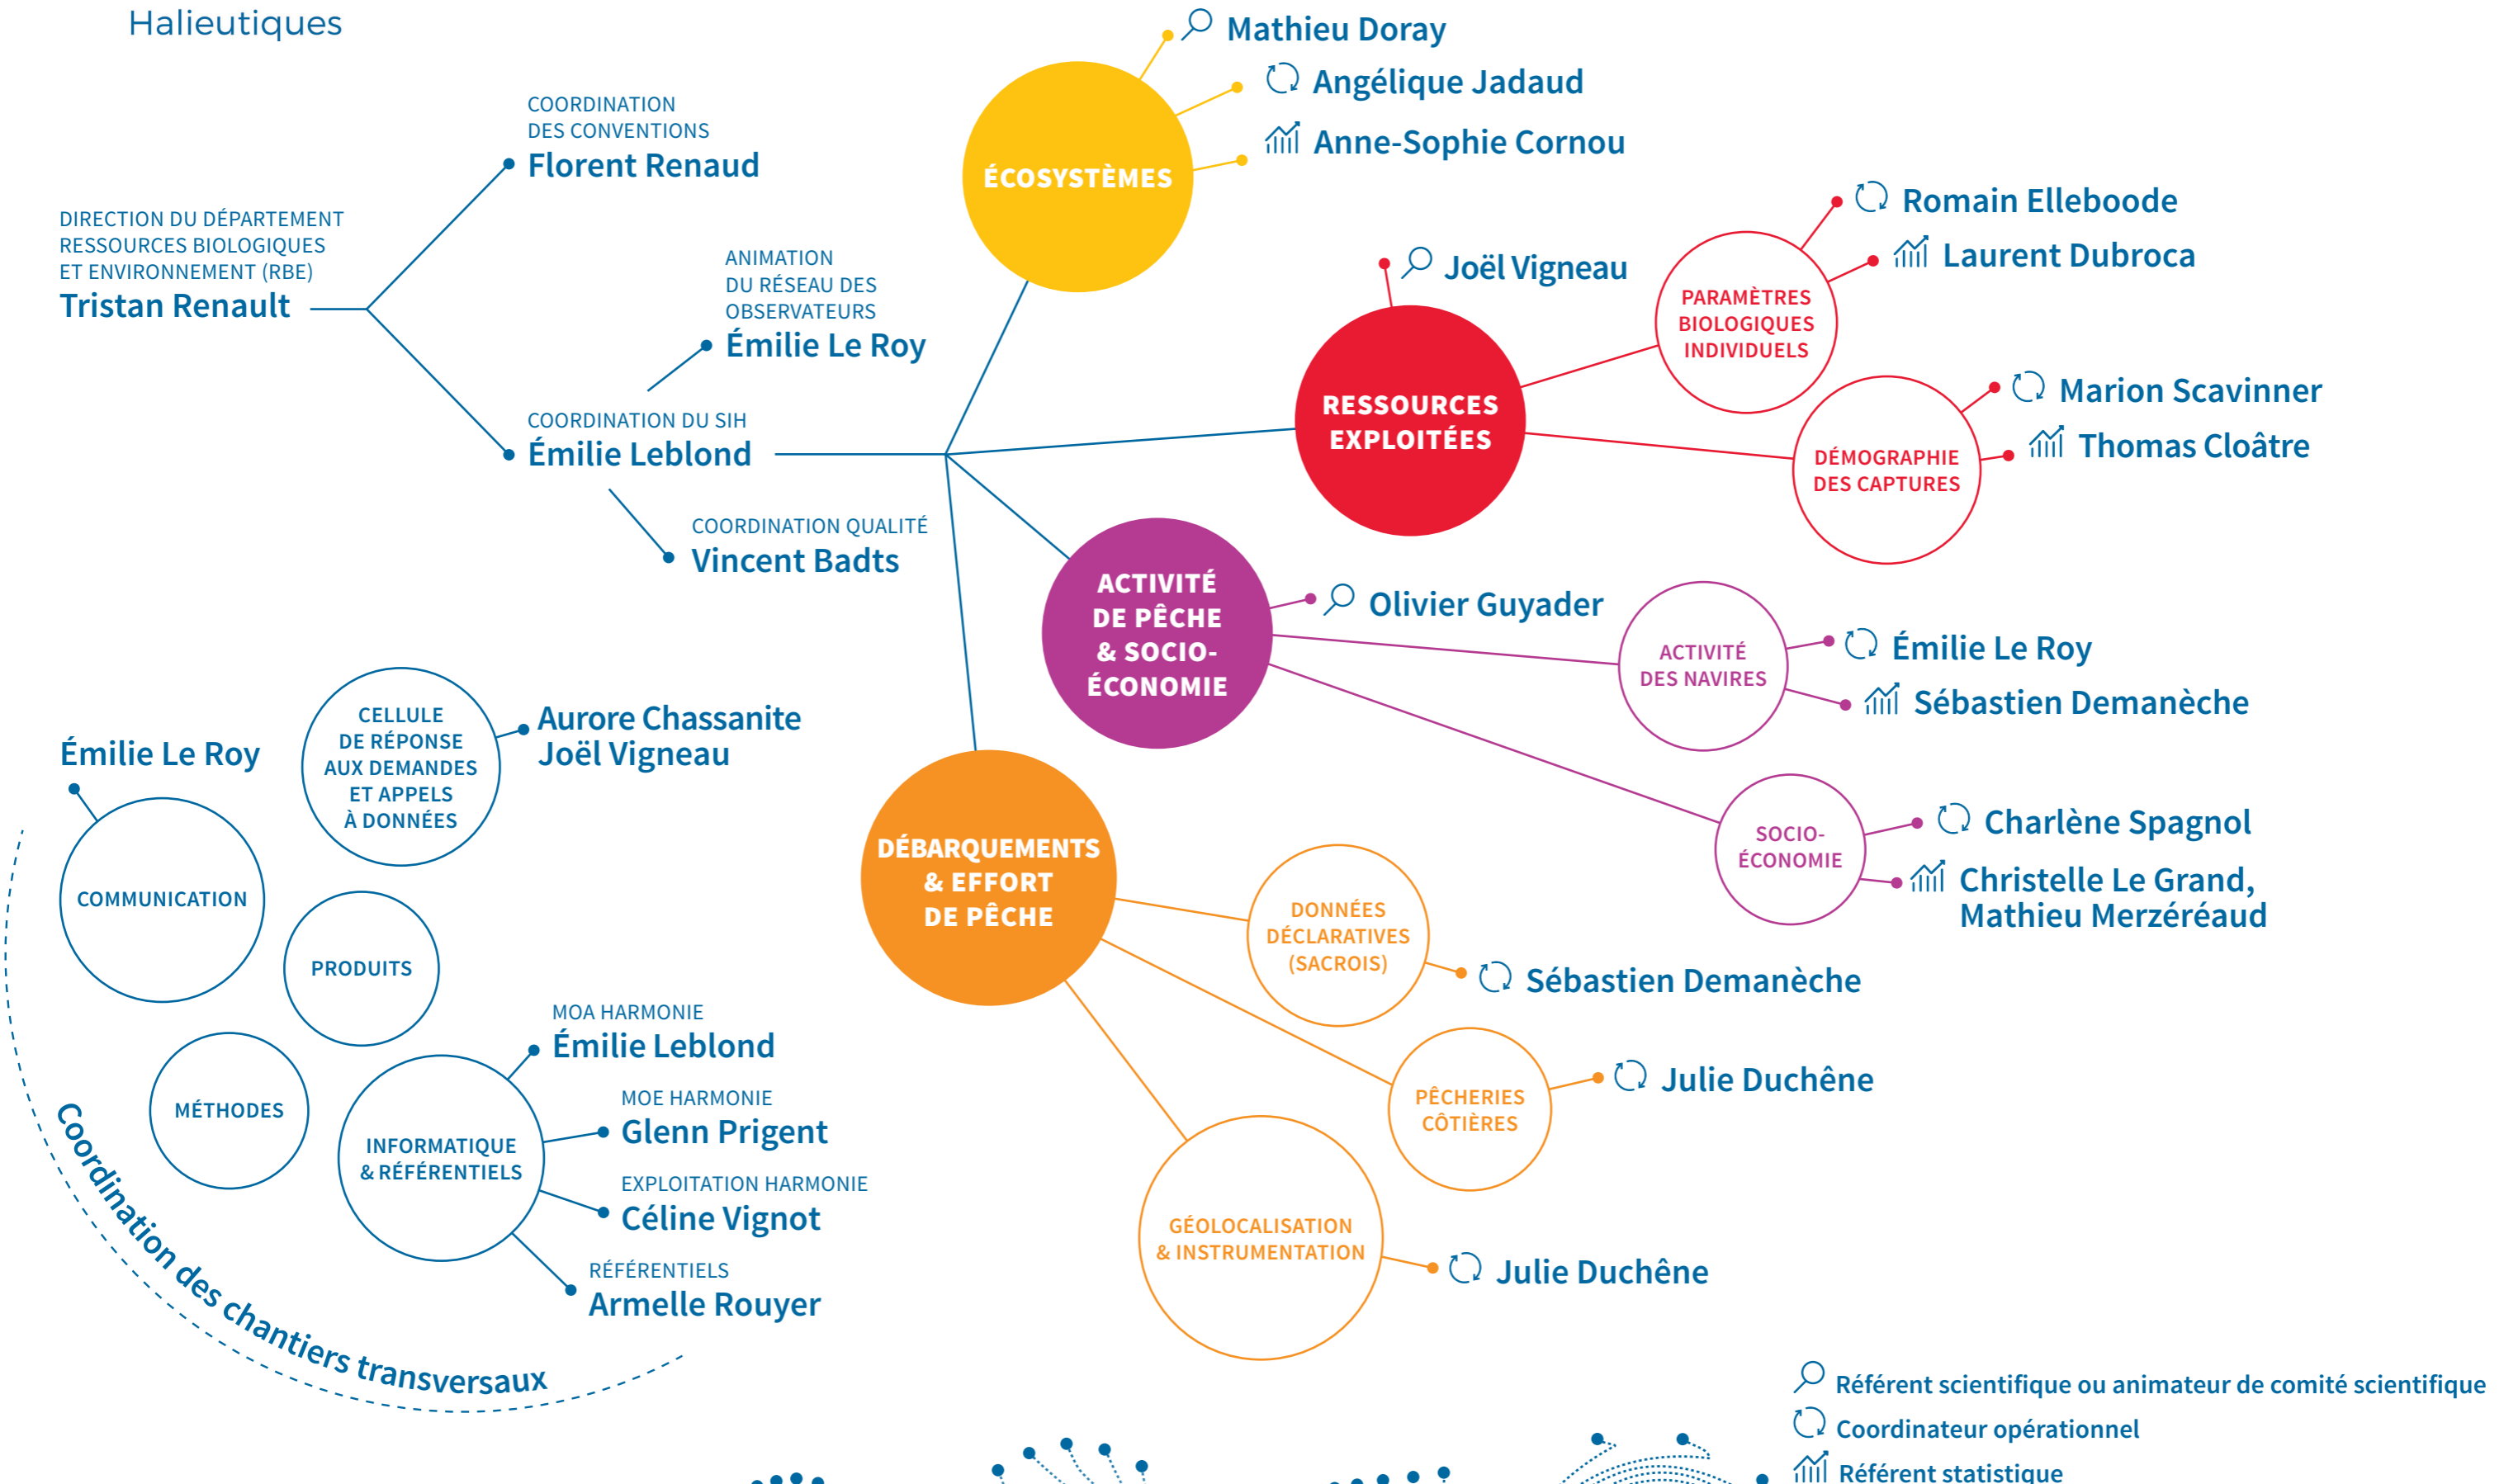 Halieutiques
COORDINATION
DES CONVENTIONS
Florent Renaud
DIRECTION DU DÉPARTEMENT
RESSOURCES BIOLOGIQUES
ET ENVIRONNEMENT (RBE)
Tristan Renault
ANIMATION
DU RÉSEAU DES
OBSERVATEURS
Émilie Le Roy
COORDINATION DU SIH
Émilie Leblond
COORDINATION QUALITÉ
Vincent Badts
ÉCOSYSTÈMES
Mathieu Doray
Angélique Jadaud
Anne-Sophie Cornou
RESSOURCES
EXPLOITÉES
Joël Vigneau
PARAMÈTRES
BIOLOGIQUES
INDIVIDUELS
Romain Elleboode
Laurent Dubroca
DÉMOGRAPHIE
DES CAPTURES
Marion Scavinner
Thomas Cloâtre
ACTIVITÉ
DE PÊCHE
& SOCIO-
ÉCONOMIE
Olivier Guyader
ACTIVITÉ
DES NAVIRES
Émilie Le Roy
Sébastien Demanèche
SOCIO-
ÉCONOMIE
Charlène Spagnol
Christelle Le Grand,
Mathieu Merzéréaud
DÉBARQUEMENTS
& EFFORT
DE PÊCHE
DONNÉES
DÉCLARATIVES
(SACROIS)
Sébastien Demanèche
PÊCHERIES
CÔTIÈRES
Julie Duchêne
GÉOLOCALISATION
& INSTRUMENTATION
Julie Duchêne
CELLULE
DE RÉPONSE
AUX DEMANDES
ET APPELS
À DONNÉES
Aurore Chassanite
Joël Vigneau
Émilie Le Roy
COMMUNICATION
PRODUITS
MÉTHODES
INFORMATIQUE
& RÉFÉRENTIELS
MOA HARMONIE
Émilie Leblond
MOE HARMONIE
Glenn Prigent
EXPLOITATION HARMONIE
Céline Vignot
RÉFÉRENTIELS
Armelle Rouyer
Coordination des chantiers transversaux
Référent scientifique ou animateur de comité scientifique
Coordinateur opérationnel
Référent statistique